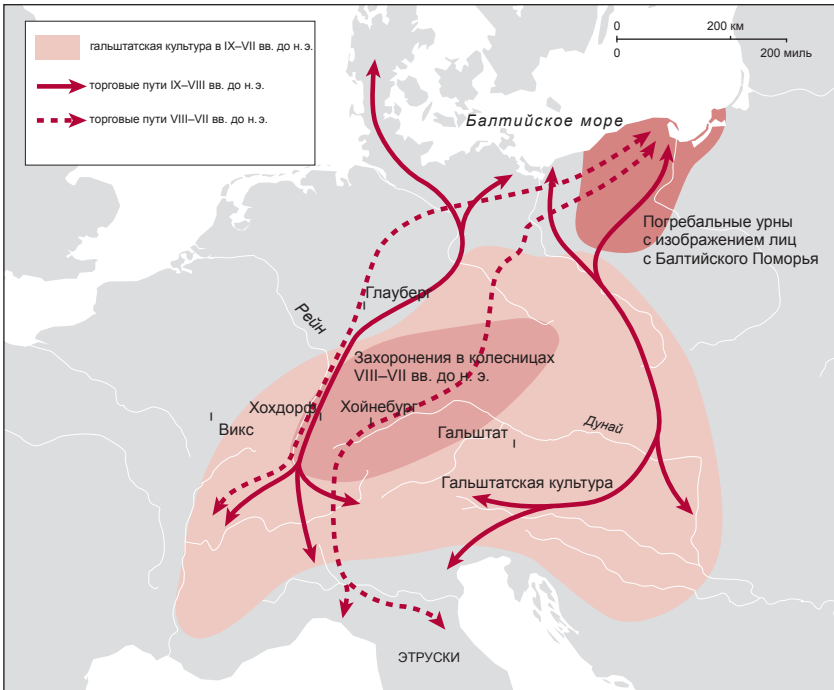 гальштатская культура в IX–VII вв. до н. э.
торговые пути IX–VIII вв. до н. э.
торговые пути VIII–VII вв. до н. э.
0 200 км
0 200 миль
Балтийское море
Погребальные урны
с изображением лиц
с Балтийского Поморья
Глауберг
Рейн
Захоронения в колесницах
VIII–VII вв. до н. э.
Хохдорф
Хойнебург
Викс
Гальштат
Дунай
Гальштатская культура
ЭТРУСКИ